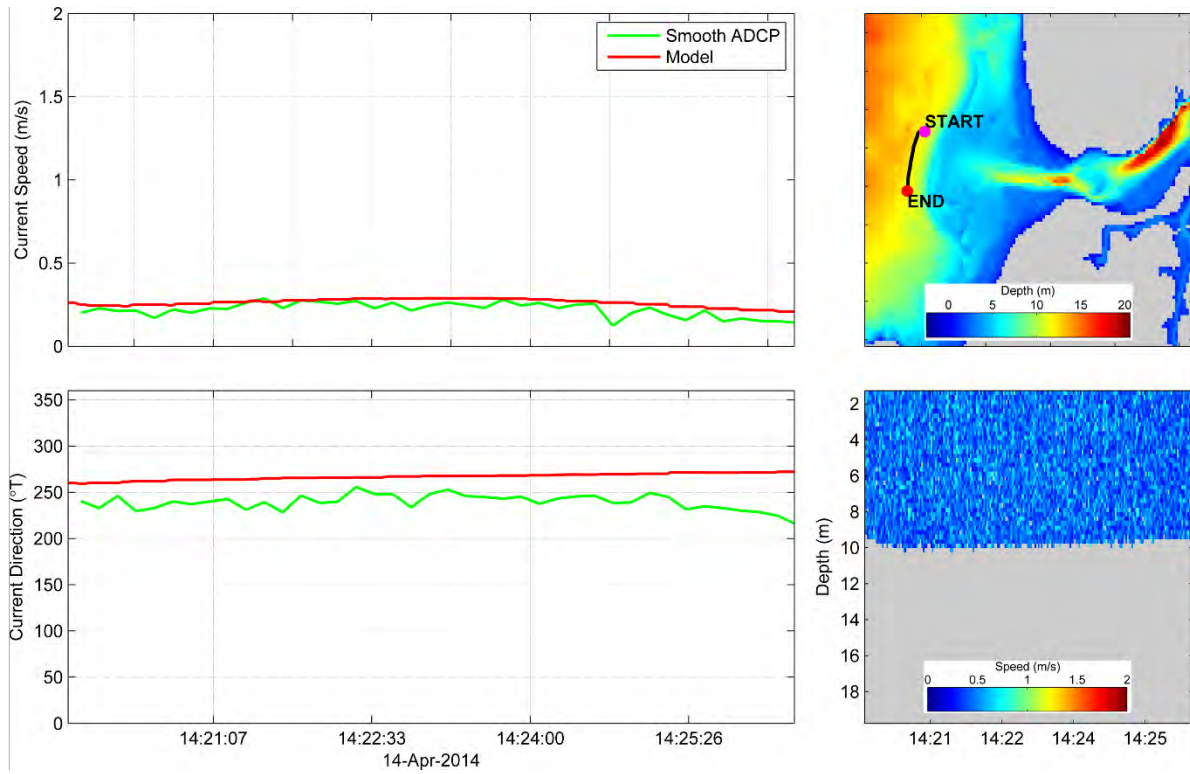 2
1.5
1
0.5
0
Current Speed (m/s)
Smooth ADCP
Model
START
END
Depth (m)
0 5 10 15 20
350
300
250
200
150
100
50
0
Current Direction (°T)
14:21:07 14:22:33 14:24:00 14:25:26
14-Apr-2014
2
4
6
8
10
12
14
16
18
Depth (m)
Speed (m/s)
0 0.5 1 1.5 2
14:21 14:22 14:24 14:25